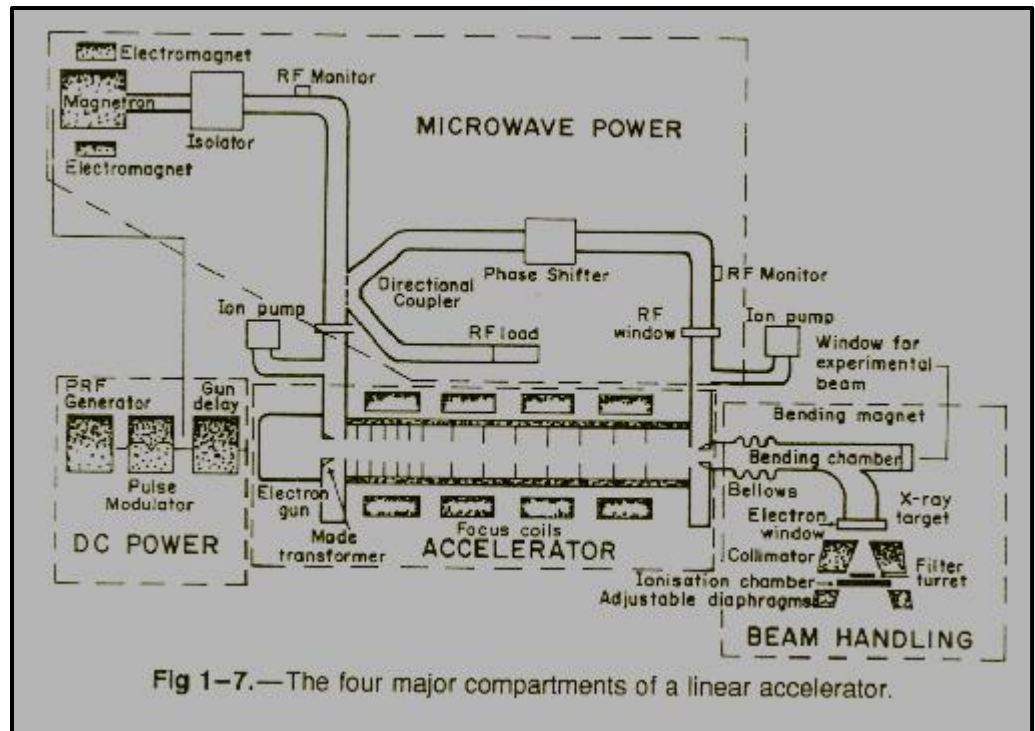 Electromagnet
Magnetron
Electromagnet
Isolator
RF Monitor
MICROWAVE POWER
Phase Shifter
RF Monitor
Directional
Coupler
RF load
RF
window
Ion pump
Ion pump
Window for
experimental
beam
PRF
Generator
Gun
delay
Pulse
Modulator
DC POWER
Electron
gun
Mode
transformer
Focus coils
ACCELERATOR
Bending magnet
Bending chamber
Bellows
X-ray
target
Electron
window
Collimator
Filter
turret
Ionisation chamber
Adjustable diaphragms
BEAM HANDLING
Fig 1–7.—The four major compartments of a linear accelerator.